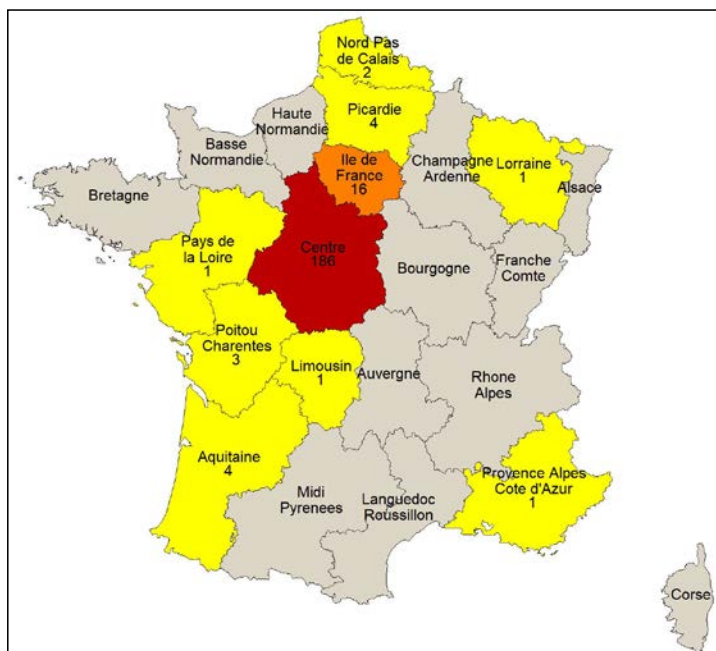 Nord Pas
de Calais
2
Picardie
4
Haute
Normandie
Basse
Normandie
Ile de
France
16
Champagne
Ardenne
Lorraine
1
Alsace
Bretagne
Pays de
la Loire
1
Centre
186
Bourgogne
Franche
Comte
Poitou
Charentes
3
Limousin
1
Auvergne
Rhone
Alpes
Aquitaine
4
Midi
Pyrenees
Languedoc
Roussillon
Provence Alpes
Cote d'Azur
1
Corse